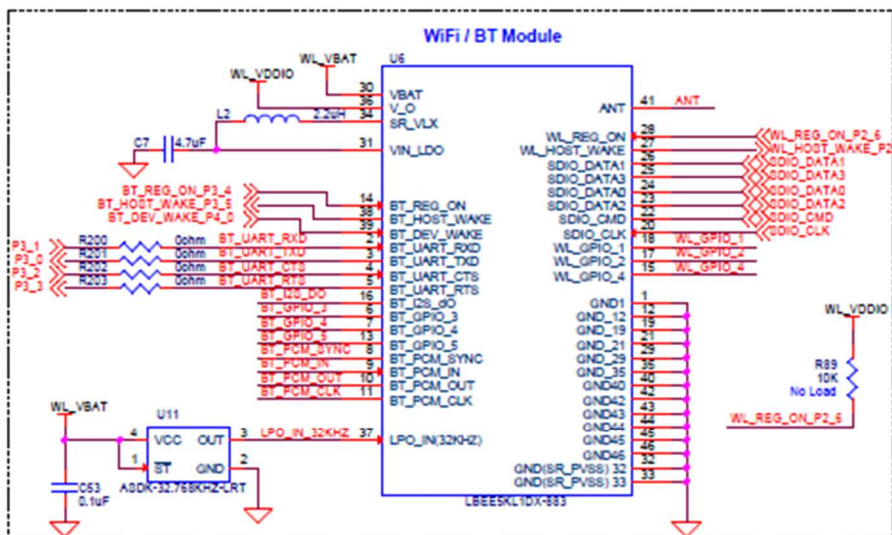 WiFi / BT Module
WL_VBAT
WL_VDDIO
U6
30 VBAT
36 V_O
L2 2.2uH 34 SR_VLX
C7 4.7uF 31 VIN_LDO
BT_REG_ON_P3_4 14 BT_REG_ON
BT_HOST_WAKE_P3_5 38 BT_HOST_WAKE
BT_DEV_WAKE_P4_0 39 BT_DEV_WAKE
P3_1 R200 0ohm BT_UART_RXD 2 BT_UART_RXD
P3_0 R201 0ohm BT_UART_TXD 3 BT_UART_TXD
P3_2 R202 0ohm BT_UART_CTS 4 BT_UART_CTS
P3_3 R203 0ohm BT_UART_RTS 5 BT_UART_RTS
BT_I2S_DO 16 BT_I2S_dO
BT_GPIO_3 6 BT_GPIO_3
BT_GPIO_4 7 BT_GPIO_4
BT_GPIO_5 13 BT_GPIO_5
BT_PCM_SYNC 8 BT_PCM_SYNC
BT_PCM_IN 9 BT_PCM_IN
BT_PCM_OUT 10 BT_PCM_OUT
BT_PCM_CLK 11 BT_PCM_CLK
LPO_IN_32KHZ 37 LPO_IN(32KHZ)
WL_VBAT
U11
4 VCC OUT 3
1 ST GND 2
ASDK-32.768KHZ-LRT
C53
0.1uF
ANT 41 ANT
WL_REG_ON 28 WL_REG_ON_P2_6
WL_HOST_WAKE 27 WL_HOST_WAKE_P2
SDIO_DATA1 26 SDIO_DATA1
SDIO_DATA3 25 SDIO_DATA3
SDIO_DATA0 24 SDIO_DATA0
SDIO_DATA2 23 SDIO_DATA2
SDIO_CMD 22 SDIO_CMD
SDIO_CLK 20 SDIO_CLK
WL_GPIO_1 18 WL_GPIO_1
WL_GPIO_2 17 WL_GPIO_2
WL_GPIO_4 15 WL_GPIO_4
GND1 1
GND_12 12
GND_19 19
GND_21 21
GND_29 29
GND_35 35
GND40 40
GND42 42
GND43 43
GND44 44
GND45 45
GND46 46
GND(SR_PVSS) 32 32
GND(SR_PVSS) 33 33
LBEE5KL1DX-883
WL_VDDIO
R89
10K
No Load
WL_REG_ON_P2_6